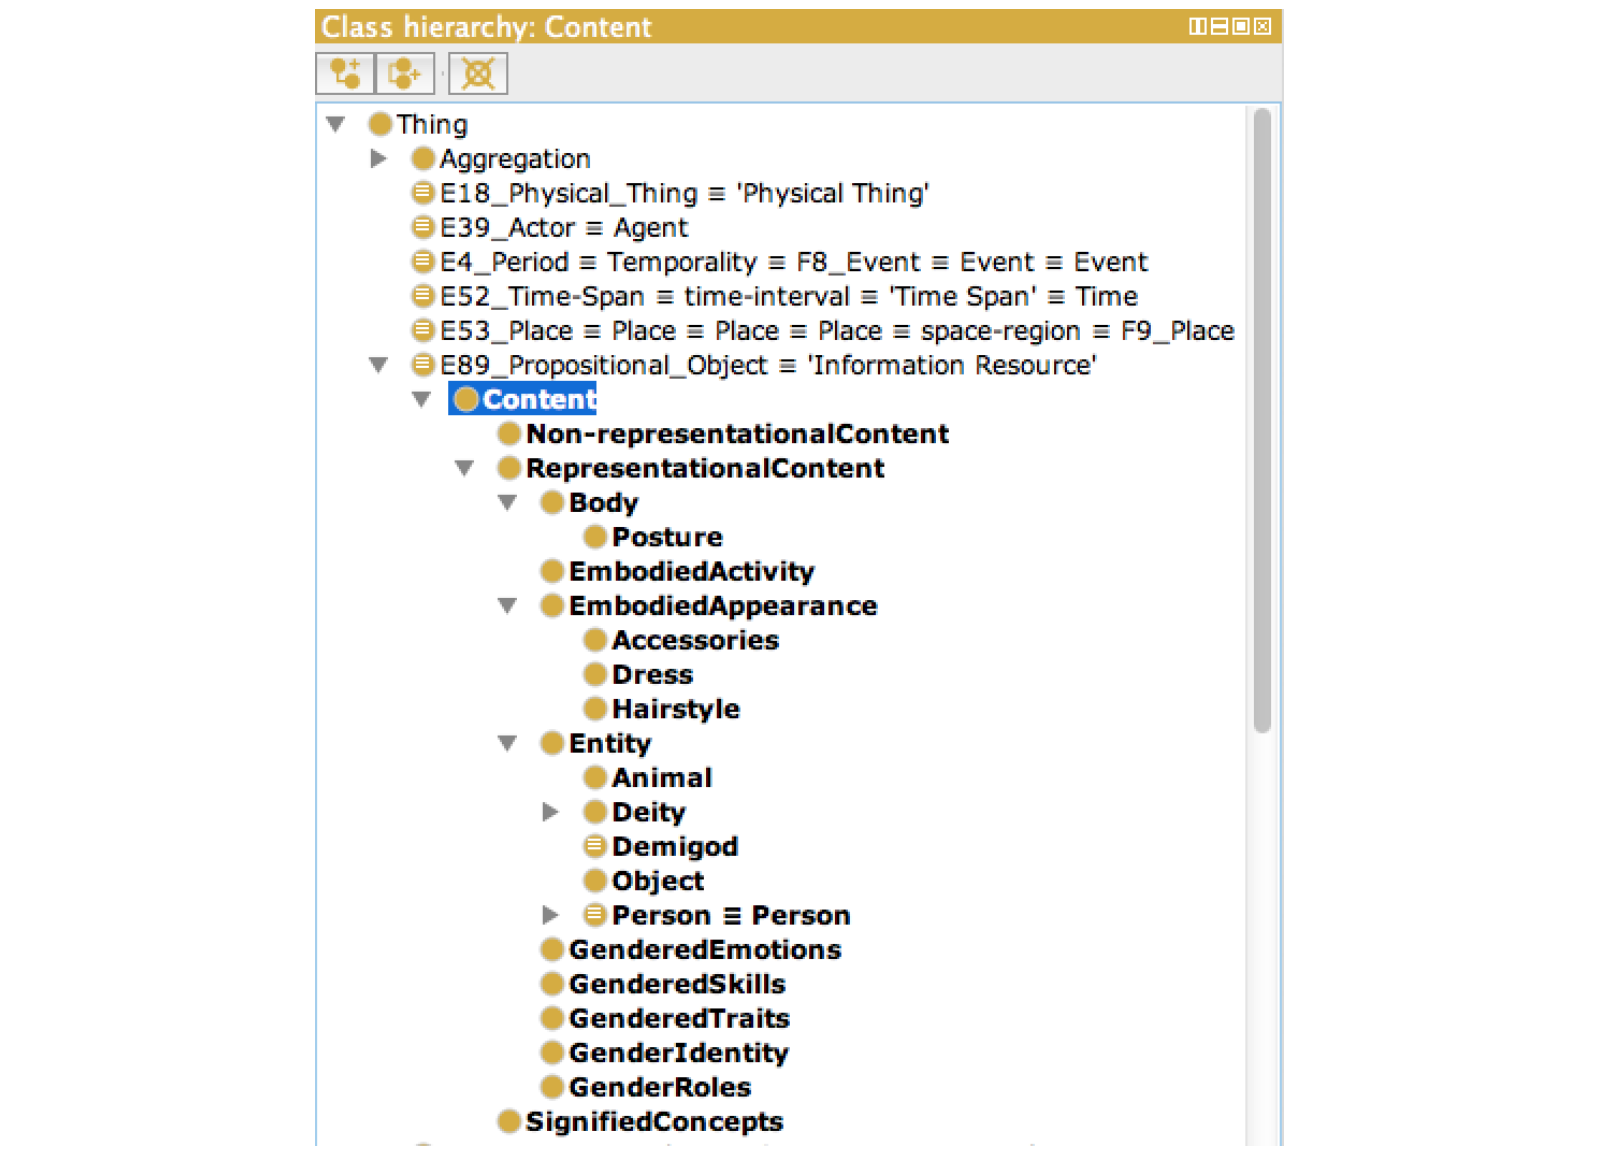 Class hierarchy: Content
Thing
Aggregation
E18_Physical_Thing ≡ 'Physical Thing'
E39_Actor ≡ Agent
E4_Period ≡ Temporality ≡ F8_Event ≡ Event ≡ Event
E52_Time-Span ≡ time-interval ≡ 'Time Span' ≡ Time
E53_Place ≡ Place ≡ Place ≡ Place ≡ space-region ≡ F9_Place
E89_Propositional_Object ≡ 'Information Resource'
Content
Non-representationalContent
RepresentationalContent
Body
Posture
EmbodiedActivity
EmbodiedAppearance
Accessories
Dress
Hairstyle
Entity
Animal
Deity
Demigod
Object
Person ≡ Person
GenderedEmotions
GenderedSkills
GenderedTraits
GenderIdentity
GenderRoles
SignifiedConcepts